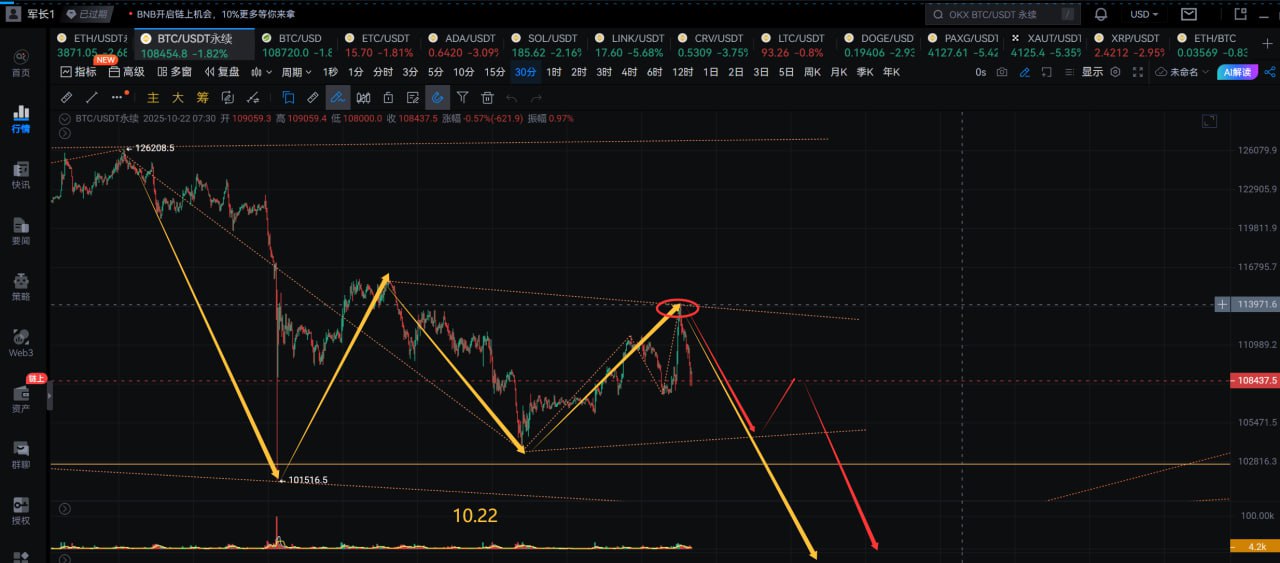 军长1 已过期 • BNB开启链上机会，10%更多等你来拿 OKX BTC/USDT 永续 / USD
ETH/USDT BTC/USDT永续 BTC/USD ETC/USDT ADA/USDT SOL/USDT LINK/USDT CRV/USDT LTC/USDT DOGE/USD PAXG/USD XAUT/USD XRP/USDT ETH/BTC
3871.05 -2.68 108454.8 -1.82% 108720.0 -1.8 15.70 -1.81% 0.6420 -3.09% 185.62 -2.16% 17.60 -5.68% 0.5309 -3.75% 93.26 -0.8% 0.19406 -2.9 4127.61 -5.42 4125.4 -5.35% 2.4212 -2.95% 0.03569 -0.8
NEW
指标 高级 多窗 复盘 周期 1秒 1分 分时 3分 5分 10分 15分 30分 1时 2时 3时 4时 6时 12时 1日 2日 3日 5日 周K 月K 季K 年K 0s 显示 未命名 AI解读
主 大 筹
BTC/USDT永续 2025-10-22 07:30 开 109059.3 高 109059.4 低 108000.0 收 108437.5 涨幅 -0.57%(-621.9) 振幅 0.97%
首页
行情
快讯
要闻
策略
Web3
链上
资产
群聊
授权
126208.5
101516.5
10.22
126079.9
122905.9
119811.9
116795.7
113971.6
110989.2
108437.5
105471.5
102816.3
100.00k
4.2k